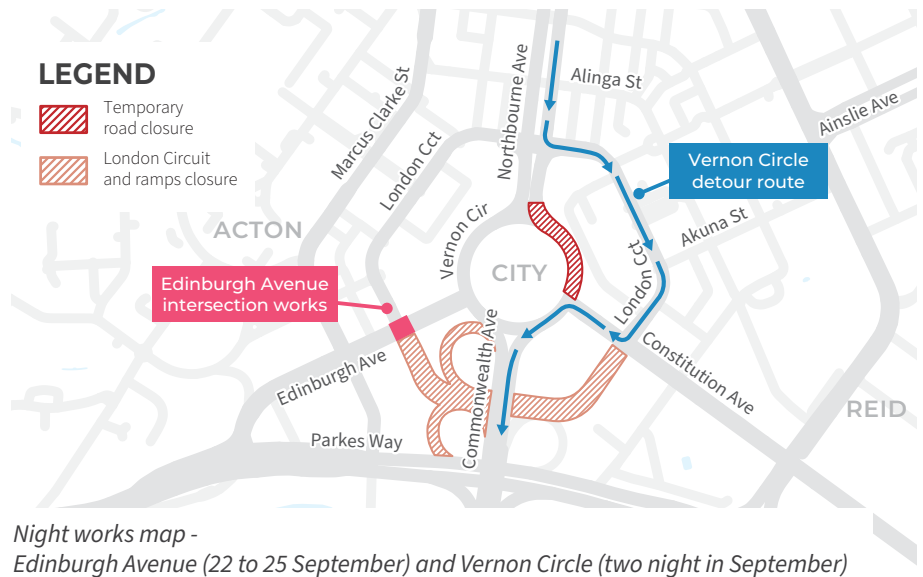 LEGEND
Temporary
road closure
London Circuit
and ramps closure
Marcus Clarke St
London Cct
Northbourne Ave
Alinga St
Ainslie Ave
Vernon Circle
detour route
ACTON
Vernon Cir
CITY
Akuna St
London Cct
Edinburgh Avenue
intersection works
Edinburgh Ave
Commonwealth Ave
Constitution Ave
REID
Parkes Way
Night works map -
Edinburgh Avenue (22 to 25 September) and Vernon Circle (two night in September)